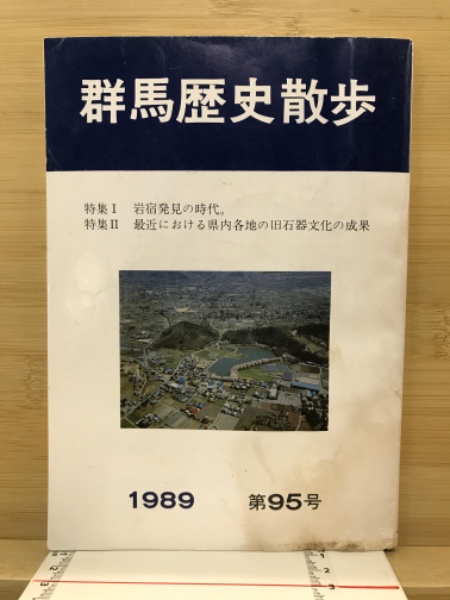 群馬歴史散歩
特集Ⅰ 岩宿発見の時代。
特集Ⅱ 最近における県内各地の旧石器文化の成果
1989 第95号